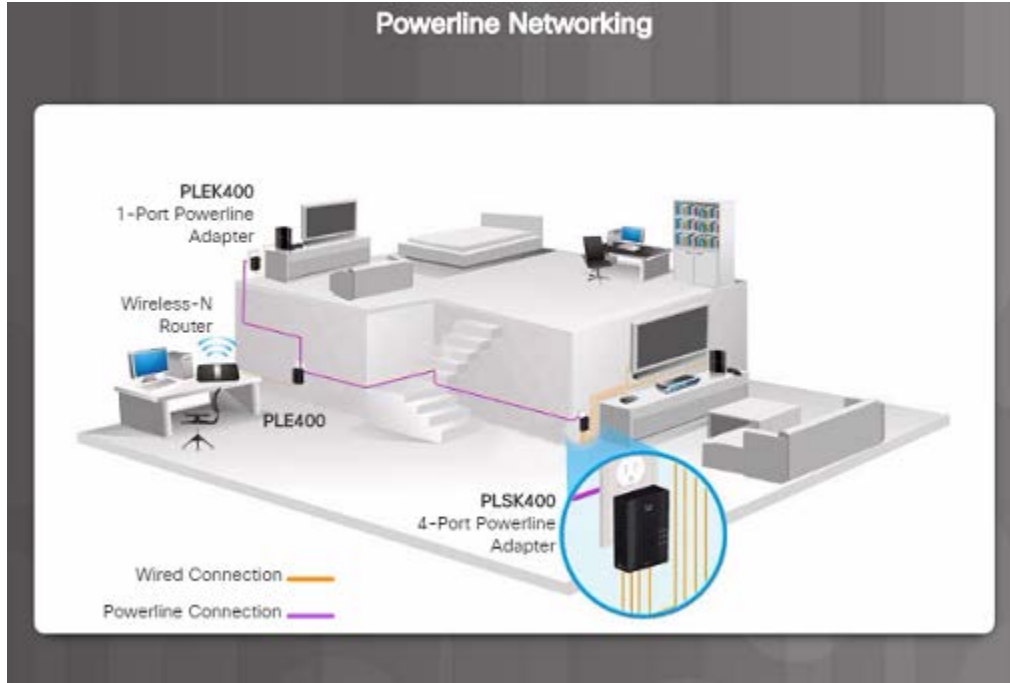 Powerline Networking
PLEK400
1-Port Powerline
Adapter
Wireless-N
Router
PLE400
PLSK400
4-Port Powerline
Adapter
Wired Connection
Powerline Connection